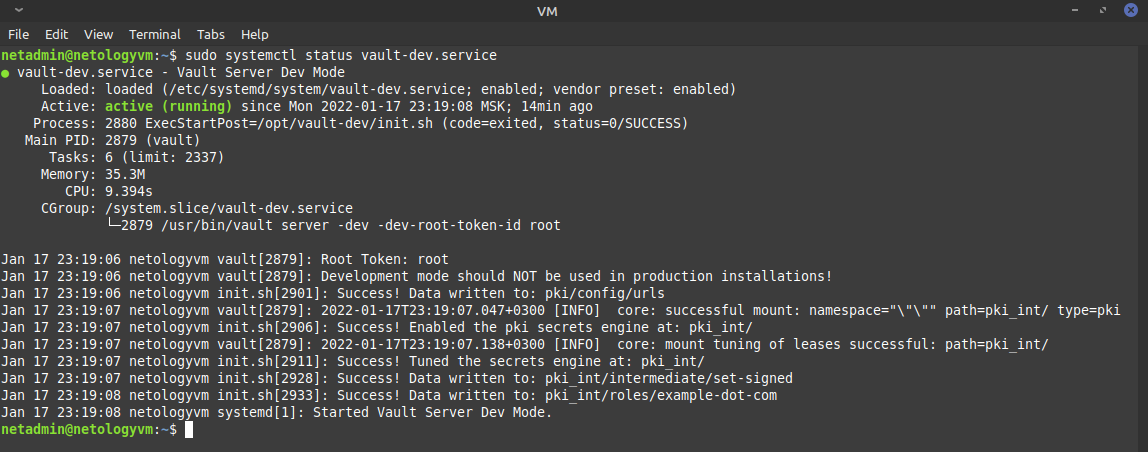 VM
File Edit View Terminal Tabs Help
netadmin@netologyvm:~$ sudo systemctl status vault-dev.service
● vault-dev.service - Vault Server Dev Mode
     Loaded: loaded (/etc/systemd/system/vault-dev.service; enabled; vendor preset: enabled)
     Active: active (running) since Mon 2022-01-17 23:19:08 MSK; 14min ago
    Process: 2880 ExecStartPost=/opt/vault-dev/init.sh (code=exited, status=0/SUCCESS)
   Main PID: 2879 (vault)
      Tasks: 6 (limit: 2337)
     Memory: 35.3M
        CPU: 9.394s
     CGroup: /system.slice/vault-dev.service
             └─2879 /usr/bin/vault server -dev -dev-root-token-id root
Jan 17 23:19:06 netologyvm vault[2879]: Root Token: root
Jan 17 23:19:06 netologyvm vault[2879]: Development mode should NOT be used in production installations!
Jan 17 23:19:06 netologyvm init.sh[2901]: Success! Data written to: pki/config/urls
Jan 17 23:19:07 netologyvm vault[2879]: 2022-01-17T23:19:07.047+0300 [INFO]  core: successful mount: namespace="\"\"" path=pki_int/ type=pki
Jan 17 23:19:07 netologyvm init.sh[2906]: Success! Enabled the pki secrets engine at: pki_int/
Jan 17 23:19:07 netologyvm vault[2879]: 2022-01-17T23:19:07.138+0300 [INFO]  core: mount tuning of leases successful: path=pki_int/
Jan 17 23:19:07 netologyvm init.sh[2911]: Success! Tuned the secrets engine at: pki_int/
Jan 17 23:19:07 netologyvm init.sh[2928]: Success! Data written to: pki_int/intermediate/set-signed
Jan 17 23:19:08 netologyvm init.sh[2933]: Success! Data written to: pki_int/roles/example-dot-com
Jan 17 23:19:08 netologyvm systemd[1]: Started Vault Server Dev Mode.
netadmin@netologyvm:~$